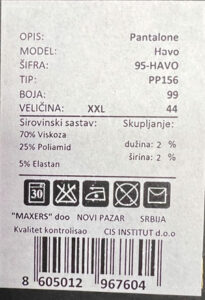 OPIS: Pantalone
MODEL: Havo
ŠIFRA: 95-HAVO
TIP: PP156
BOJA: 99
VELIČINA: XXL 44
Sirovinski sastav: Skupljanje:
70% Viskoza
25% Poliamid dužina: 2 %
širina: 2 %
5% Elastan
30
"MAXERS" doo NOVI PAZAR SRBIJA
Kvalitet kontrolisao CIS INSTITUT d.o.o
8 605012 967604